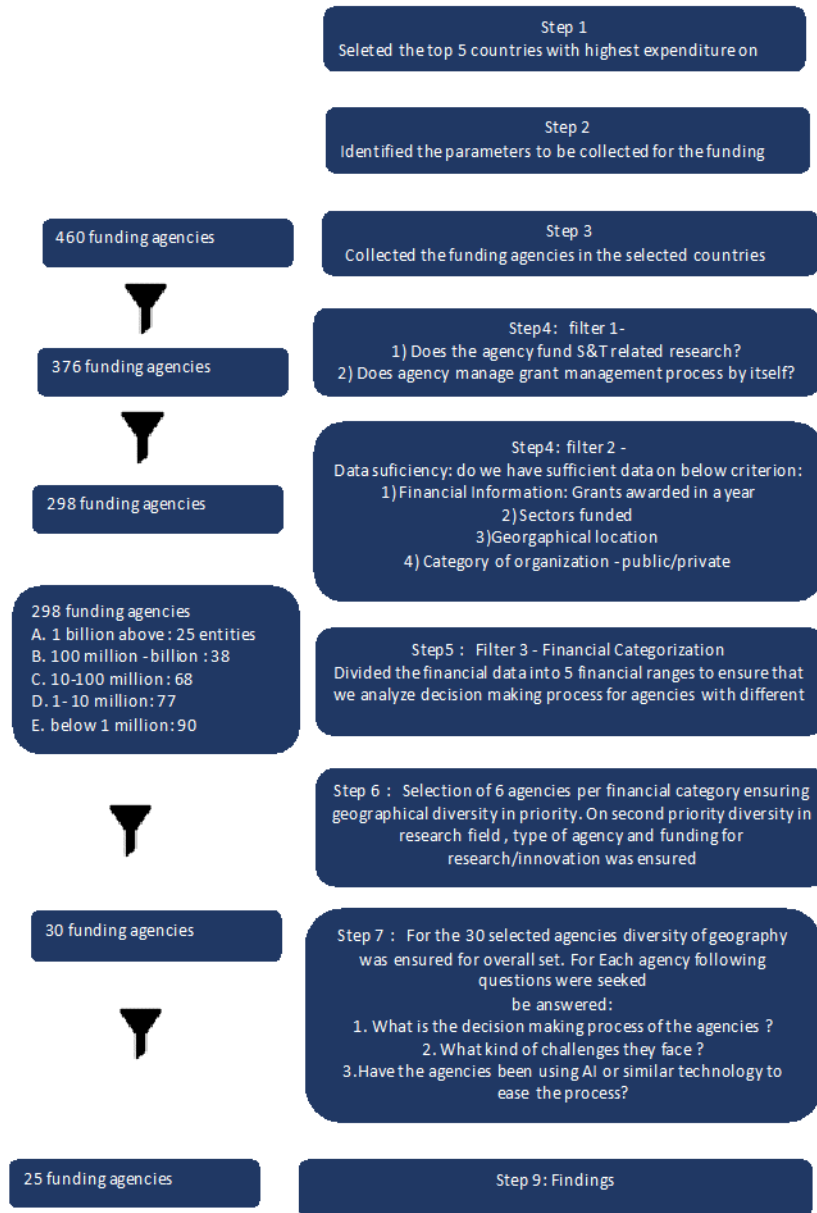 Step 1
Seleted the top 5 countries with highest expenditure on
Step 2
Identified the parameters to be collected for the funding
460 funding agencies
Step 3
Collected the funding agencies in the selected countries
376 funding agencies
Step4: filter 1-
1) Does the agency fund S&T related research?
2) Does agency manage grant management process by itself?
298 funding agencies
Step4: filter 2 -
Data suficiency: do we have sufficient data on below criterion:
1) Financial Information: Grants awarded in a year
2) Sectors funded
3)Georgaphical location
4) Category of organization - public/private
298 funding agencies
A. 1 billion above : 25 entities
B. 100 million - billion : 38
C. 10-100 million : 68
D. 1- 10 million : 77
E. below 1 million : 90
Step5 : Filter 3 - Financial Categorization
Divided the financial data into 5 financial ranges to ensure that
we analyze decision making process for agencies with different
Step 6 : Selection of 6 agencies per financial category ensuring
geographical diversity in priority. On second priority diversity in
research field , type of agency and funding for
research/innovation was ensured
30 funding agencies
Step 7 : For the 30 selected agencies diversity of geography
was ensured for overall set. For Each agency following
questions were seeked
be answered:
1. What is the decision making process of the agencies ?
2. What kind of challenges they face ?
3.Have the agencies been using AI or similar technology to
ease the process?
25 funding agencies
Step 9: Findings